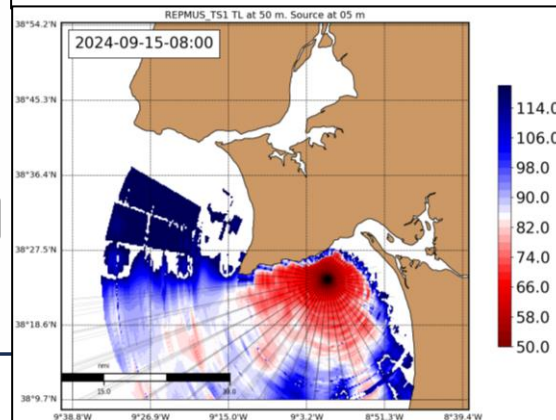 REPMUS_TS1 TL at 50 m. Source at 05 m
38°54.2'N
2024-09-15-08:00
38°45.3'N
38°36.4'N
38°27.5'N
38°18.6'N
38°9.7'N
9°38.8'W 9°26.9'W 9°15.0'W 9°3.2'W 8°51.3'W 8°39.4'W
114.0
106.0
98.0
90.0
82.0
74.0
66.0
58.0
50.0